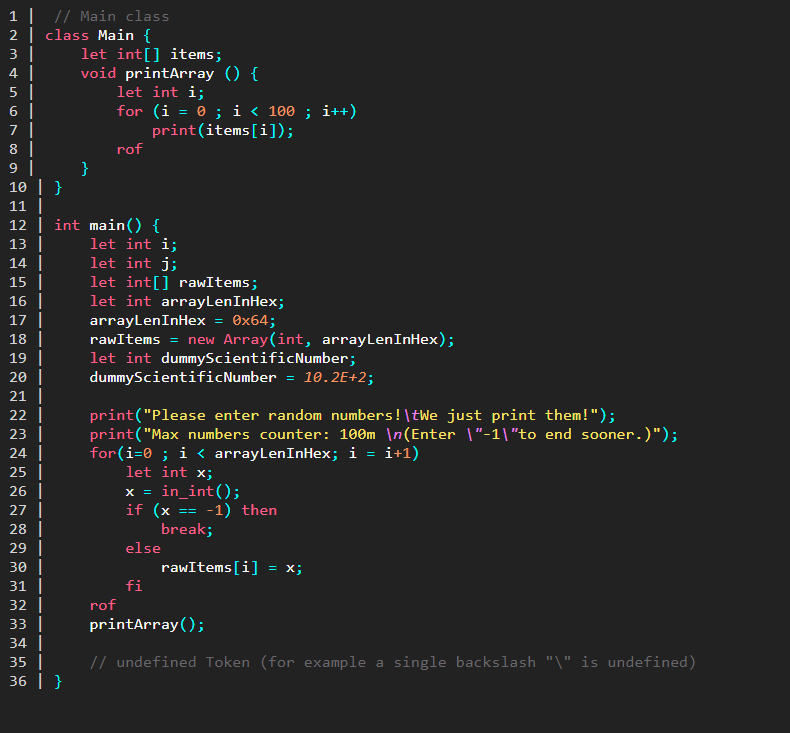 1 |  // Main class
2 | class Main {
3 |     let int[] items;
4 |     void printArray () {
5 |         let int i;
6 |         for (i = 0 ; i < 100 ; i++)
7 |             print(items[i]);
8 |         rof
9 |     }
10 | }
11 |
12 | int main() {
13 |     let int i;
14 |     let int j;
15 |     let int[] rawItems;
16 |     let int arrayLenInHex;
17 |     arrayLenInHex = 0x64;
18 |     rawItems = new Array(int, arrayLenInHex);
19 |     let int dummyScientificNumber;
20 |     dummyScientificNumber = 10.2E+2;
21 |
22 |     print("Please enter random numbers!\tWe just print them!");
23 |     print("Max numbers counter: 100m \n(Enter \"-1\"to end sooner.)");
24 |     for(i=0 ; i < arrayLenInHex; i = i+1)
25 |         let int x;
26 |         x = in_int();
27 |         if (x == -1) then
28 |             break;
29 |         else
30 |             rawItems[i] = x;
31 |         fi
32 |     rof
33 |     printArray();
34 |
35 |     // undefined Token (for example a single backslash "\" is undefined)
36 | }